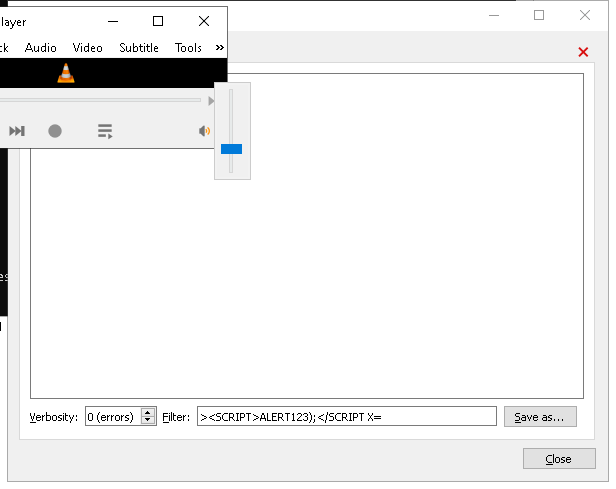 layer
ck Audio Video Subtitle Tools »
es
Verbosity: 0 (errors) Filter: ><SCRIPT>ALERT123);</SCRIPT X= Save as...
Close